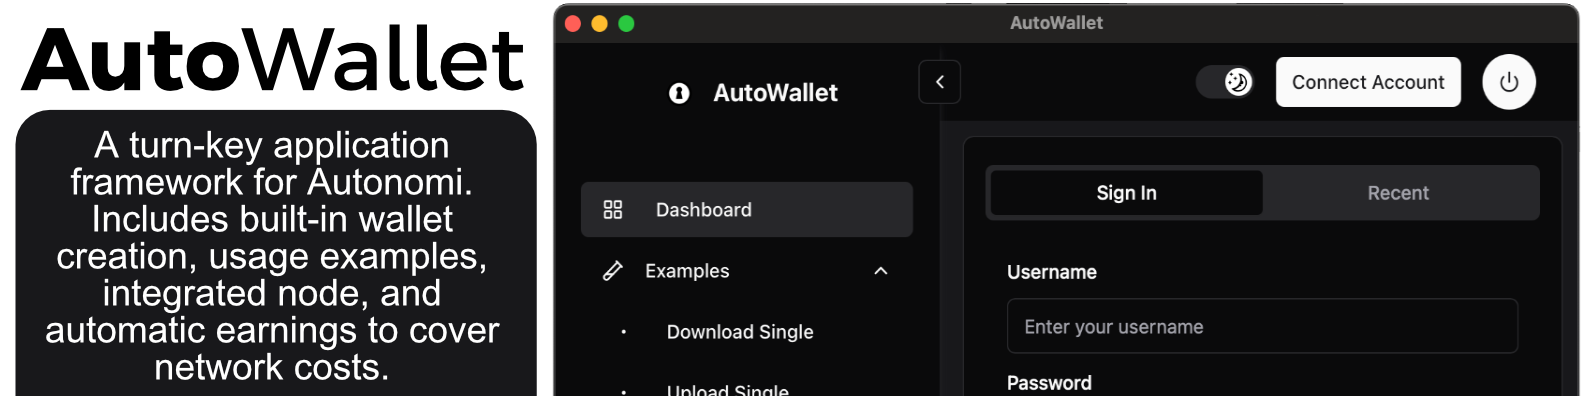 AutoWallet
A turn-key application
framework for Autonomi.
Includes built-in wallet
creation, usage examples,
integrated node, and
automatic earnings to cover
network costs.
AutoWallet
AutoWallet
Connect Account
Dashboard
Examples
Download Single
Upload Single
Sign In
Recent
Username
Enter your username
Password